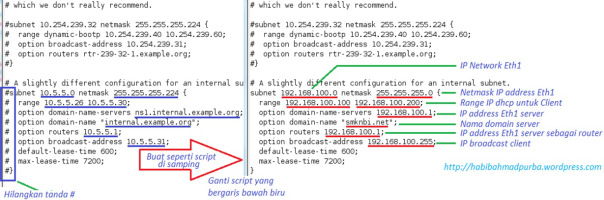 # which we don't really recommend.
#subnet 10.254.239.32 netmask 255.255.255.224 {
#  range dynamic-bootp 10.254.239.40 10.254.239.60;
#  option broadcast-address 10.254.239.31;
#  option routers rtr-239-32-1.example.org;
#}
# A slightly different configuration for an internal su
#subnet 10.5.5.0 netmask 255.255.255.224 {
#  range 10.5.5.26 10.5.5.30;
#  option domain-name-servers ns1.internal.example.org;
#  option domain-name "internal.example.org";
#  option routers 10.5.5.1;
#  option broadcast-address 10.5.5.31;
#  default-lease-time 600;
#  max-lease-time 7200;
#}
Hilangkan tanda #
Buat seperti script
di samping
Ganti script yang
bergaris bawah biru
# which we don't really recommend.
#subnet 10.254.239.32 netmask 255.255.255.224 {
#  range dynamic-bootp 10.254.239.40 10.254.239.60;
#  option broadcast-address 10.254.239.31;
#  option routers rtr-239-32-1.example.org;
#}
IP Network Eth1
# A slightly different configuration for an internal subnet.
subnet 192.168.100.0 netmask 255.255.255.0 { Netmask IP address Eth1
range 192.168.100.100 192.168.100.200; Range IP dhcp untuk Client
option domain-name-servers 192.168.100.1; IP address Eth1 server
option domain-name "smknbi.net"; Nama domain server
option routers 192.168.100.1; IP address Eth1 server sebagai router
option broadcast-address 192.168.100.255; IP broadcast client
default-lease-time 600;
max-lease-time 7200;
}
http://habibahmadpurba.wordpress.com